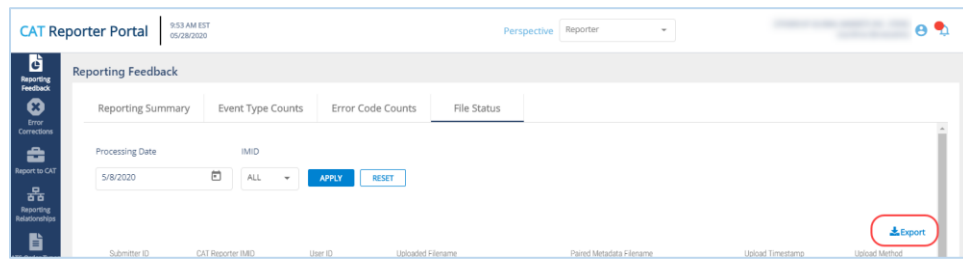 CAT Reporter Portal
9:53 AM EST
05/28/2020
Perspective Reporter
Reporting
Feedback
Error
Corrections
Report to CAT
Reporting
Relationships
Reporting Feedback
Reporting Summary Event Type Counts Error Code Counts File Status
Processing Date IMID
5/8/2020 ALL APPLY RESET
Export
Submitter ID CAT Reporter IMID User ID Uploaded Filename Paired Metadata Filename Upload Timestamp Upload Method